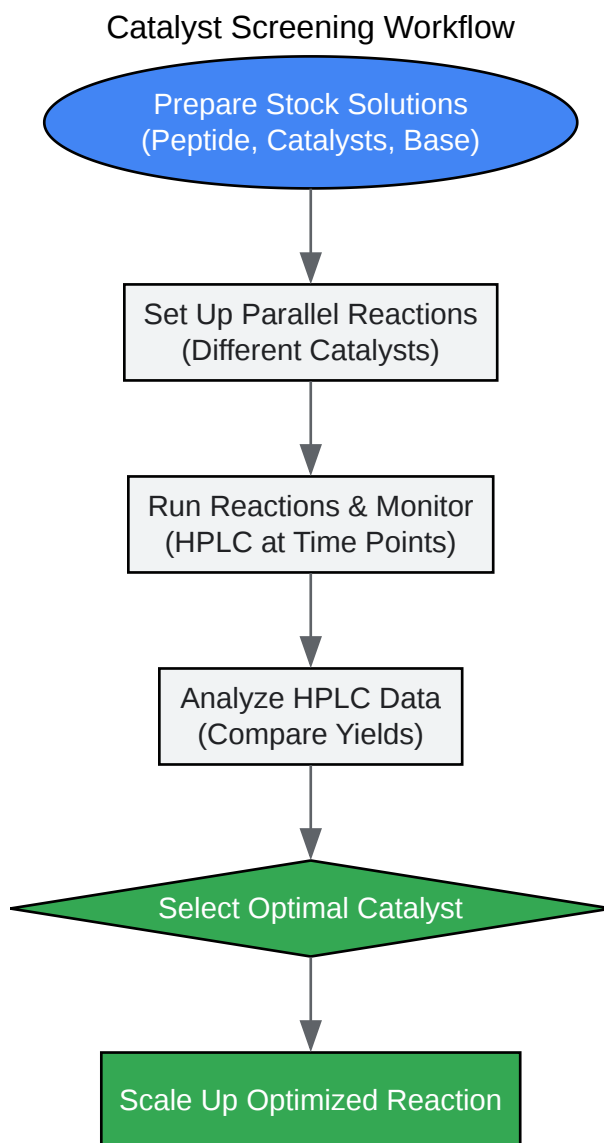 Catalyst Screening Workflow
Prepare Stock Solutions
(Peptide, Catalysts, Base)
Set Up Parallel Reactions
(Different Catalysts)
Run Reactions & Monitor
(HPLC at Time Points)
Analyze HPLC Data
(Compare Yields)
Select Optimal Catalyst
Scale Up Optimized Reaction